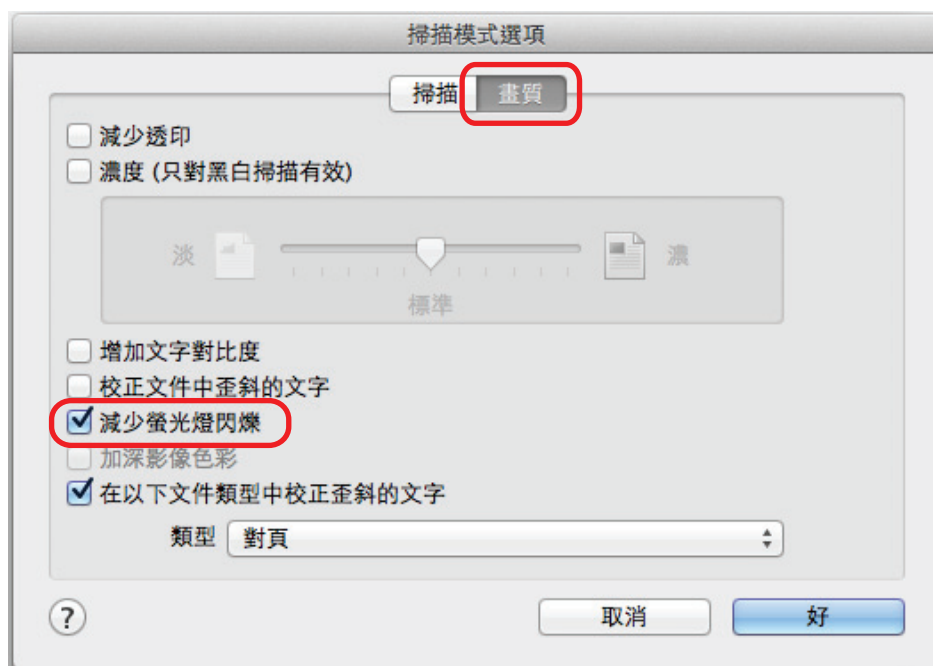 掃描模式選項
掃描 畫質
減少透印
濃度 (只對黑白掃描有效)
淡 濃
標準
增加文字對比度
校正文件中歪斜的文字
減少螢光燈閃爍
加深影像色彩
在以下文件類型中校正歪斜的文字
類型 對頁
? 取消 好